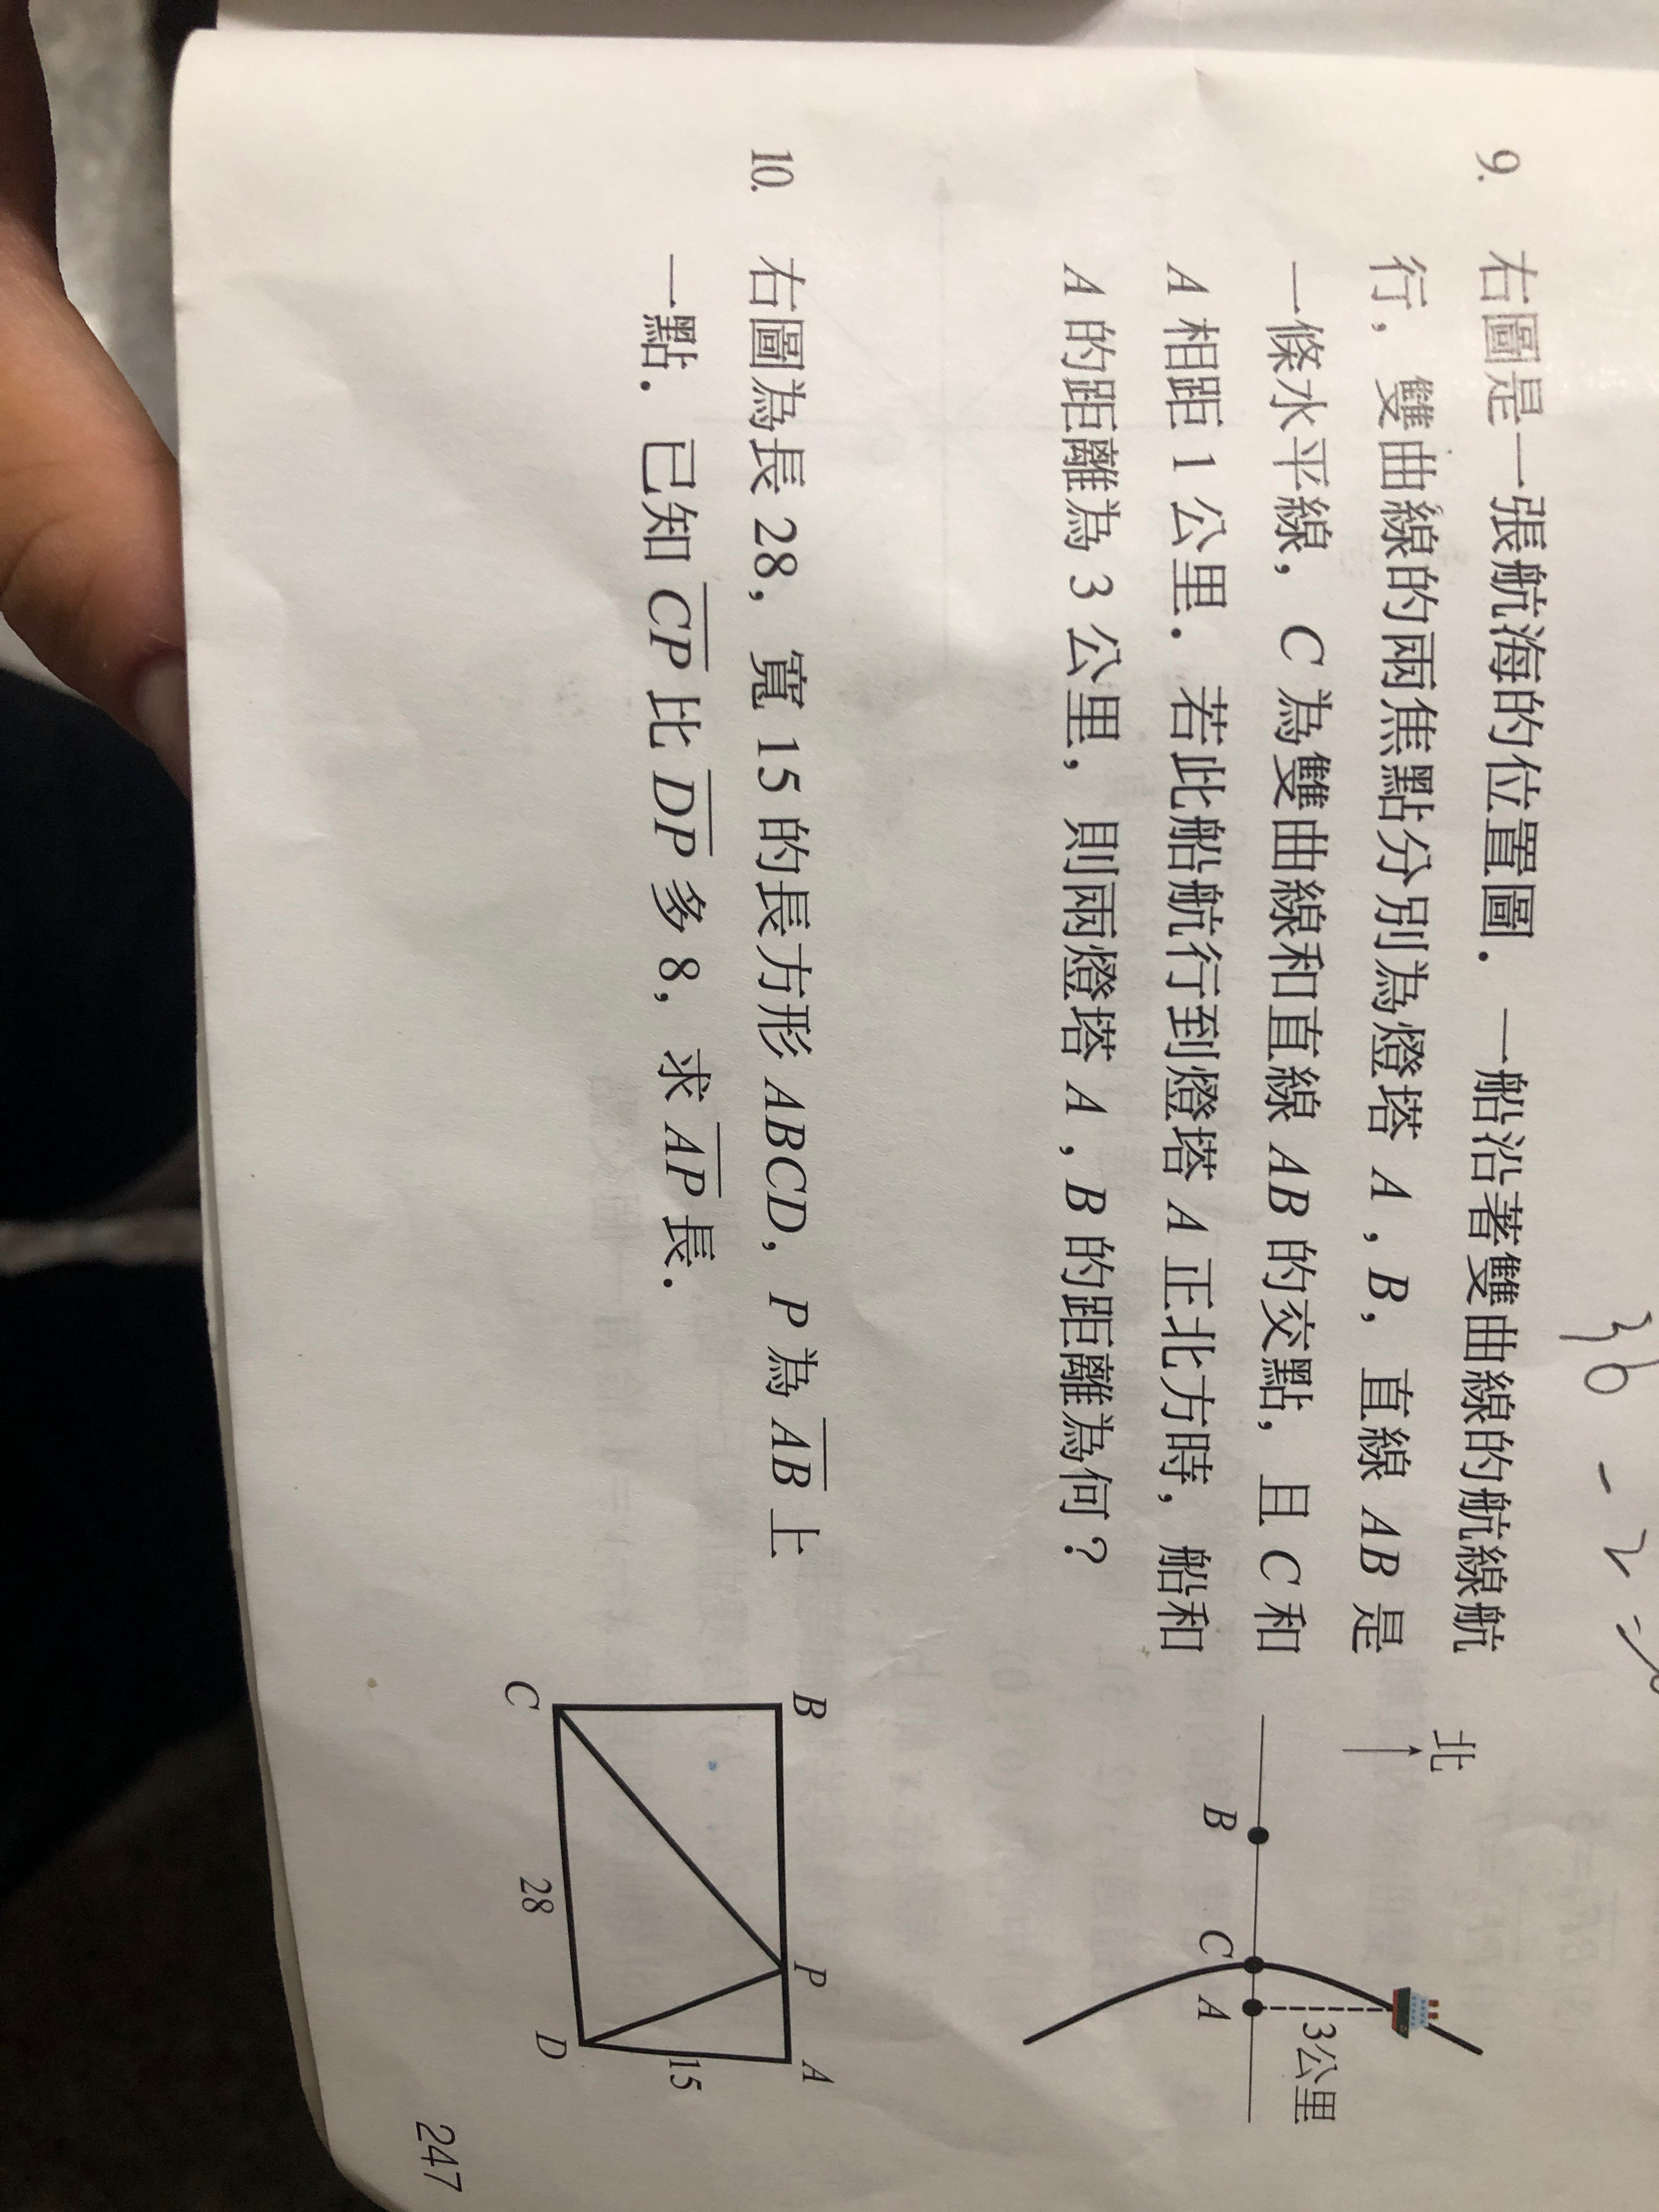 9. 右圖是一張航海的位置圖．一船沿著雙曲線的航線航
行，雙曲線的兩焦點分別為燈塔 A , B，直線 AB 是
一條水平線，C 為雙曲線和直線 AB 的交點，且 C 和
A 相距 1 公里．若此船航行到燈塔 A 正北方時，船和
A 的距離為 3 公里，則兩燈塔 A , B 的距離為何？
北
3公里
B
C
A
10. 右圖為長 28，寬 15 的長方形 ABCD，P 為 AB 上
一點．已知 CP 比 DP 多 8，求 AP 長．
B
P
A
15
C
28
D
247